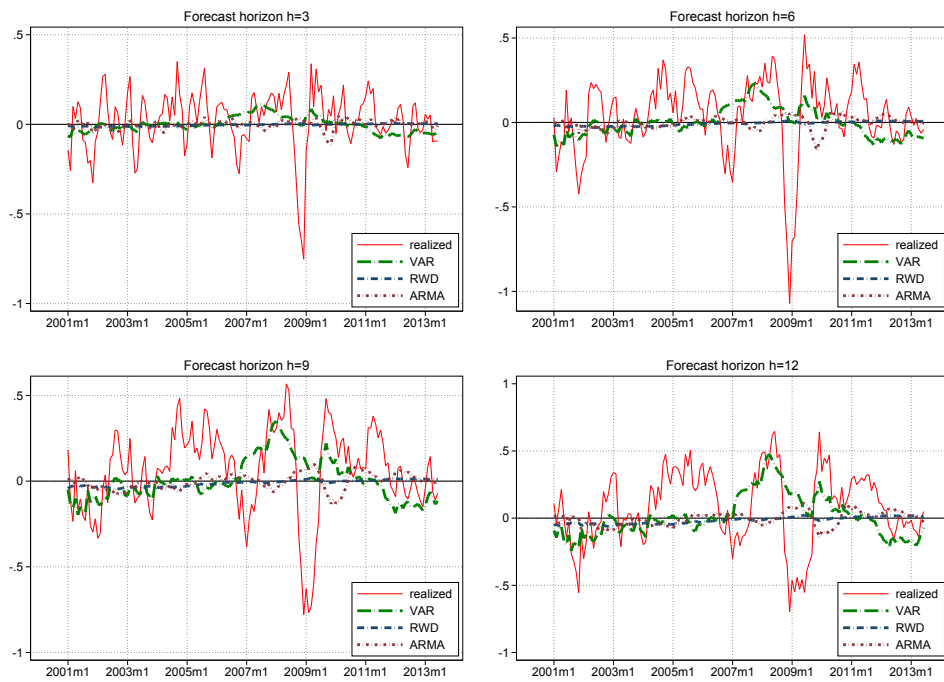 Forecast horizon h=3
.5
0
-.5
-1
realized
VAR
RWD
ARMA
2001m1 2003m1 2005m1 2007m1 2009m1 2011m1 2013m1
Forecast horizon h=6
.5
0
-.5
-1
realized
VAR
RWD
ARMA
2001m1 2003m1 2005m1 2007m1 2009m1 2011m1 2013m1
Forecast horizon h=9
.5
0
-.5
-1
realized
VAR
RWD
ARMA
2001m1 2003m1 2005m1 2007m1 2009m1 2011m1 2013m1
Forecast horizon h=12
1
.5
0
-.5
-1
realized
VAR
RWD
ARMA
2001m1 2003m1 2005m1 2007m1 2009m1 2011m1 2013m1